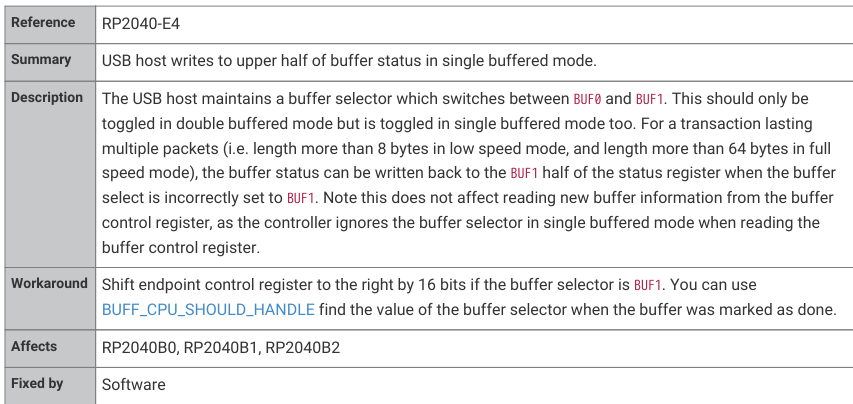 Reference RP2040-E4
Summary USB host writes to upper half of buffer status in single buffered mode.
Description The USB host maintains a buffer selector which switches between BUF0 and BUF1. This should only be
toggled in double buffered mode but is toggled in single buffered mode too. For a transaction lasting
multiple packets (i.e. length more than 8 bytes in low speed mode, and length more than 64 bytes in full
speed mode), the buffer status can be written back to the BUF1 half of the status register when the buffer
select is incorrectly set to BUF1. Note this does not affect reading new buffer information from the buffer
control register, as the controller ignores the buffer selector in single buffered mode when reading the
buffer control register.
Workaround Shift endpoint control register to the right by 16 bits if the buffer selector is BUF1. You can use
BUFF_CPU_SHOULD_HANDLE find the value of the buffer selector when the buffer was marked as done.
Affects RP2040B0, RP2040B1, RP2040B2
Fixed by Software